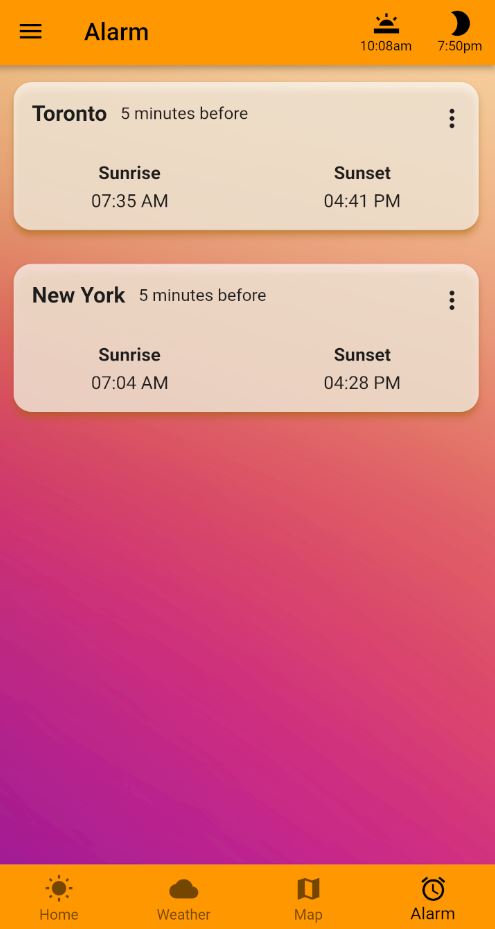 Alarm
10:08am 7:50pm
Toronto 5 minutes before
Sunrise Sunset
07:35 AM 04:41 PM
New York 5 minutes before
Sunrise Sunset
07:04 AM 04:28 PM
Home Weather Map Alarm